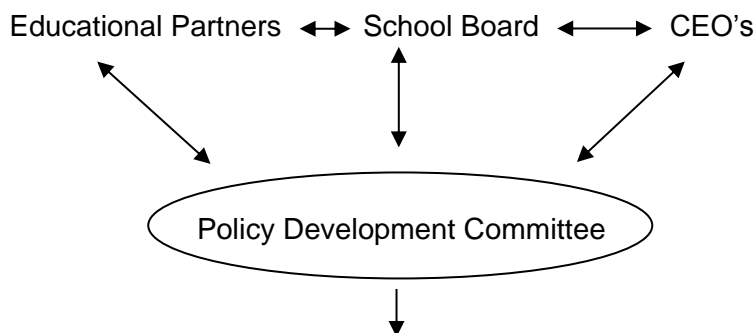 Educational Partners School Board CEO’s
Policy Development Committee